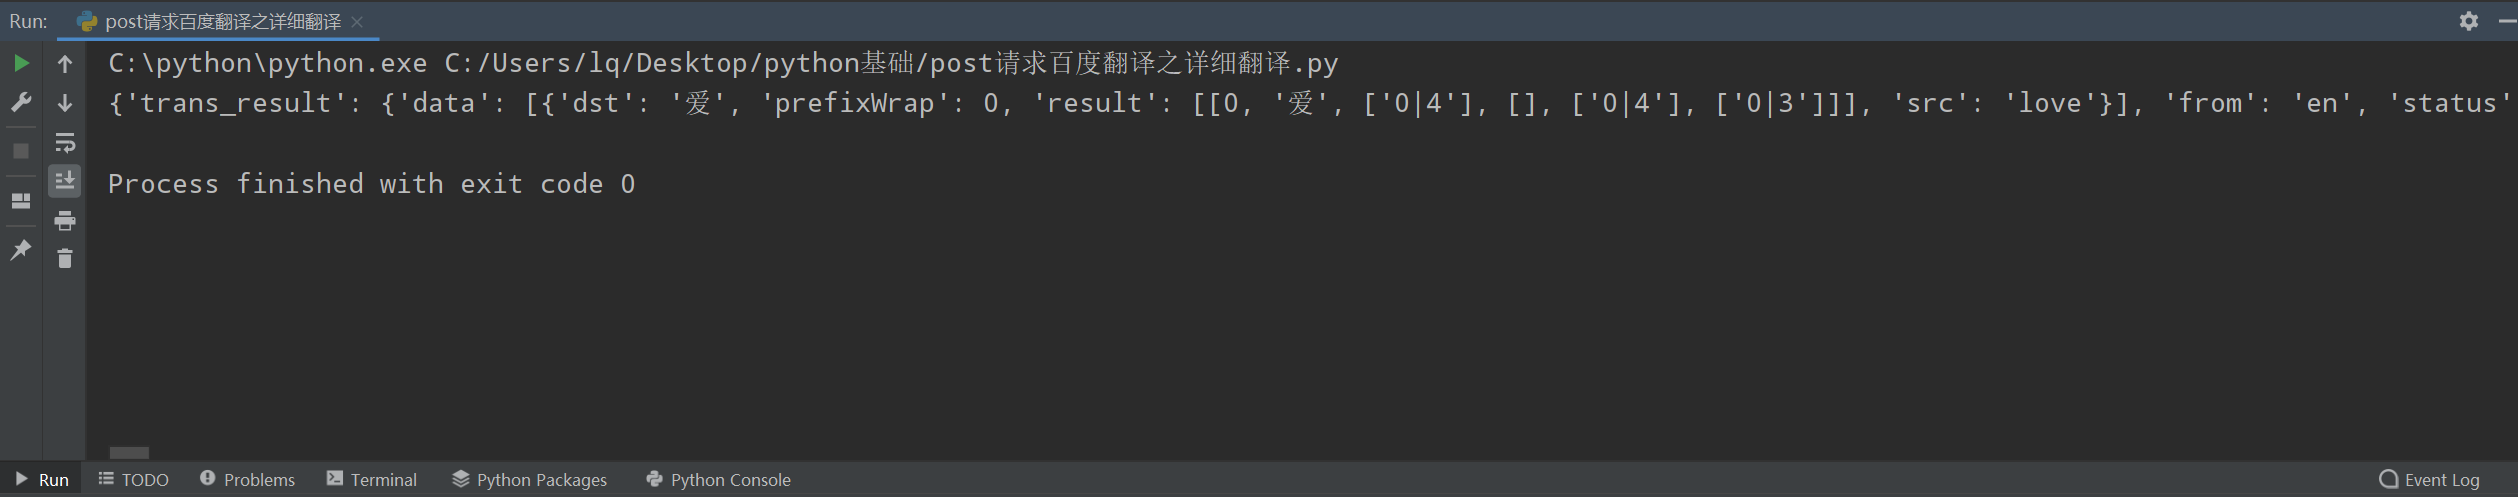 Run: post请求百度翻译之详细翻译
C:\python\python.exe C:/Users/lq/Desktop/python基础/post请求百度翻译之详细翻译.py
{'trans_result': {'data': [{'dst': '爱', 'prefixWrap': 0, 'result': [[0, '爱', ['0|4'], [], ['0|4'], ['0|3']]], 'src': 'love'}], 'from': 'en', 'status'
Process finished with exit code 0
Run TODO Problems Terminal Python Packages Python Console Event Log